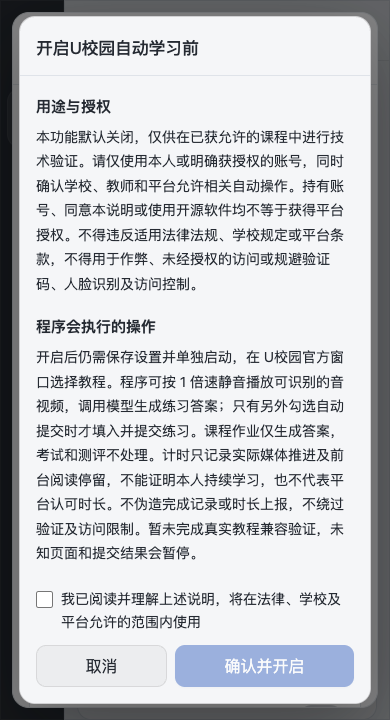 开启U校园自动学习前
用途与授权
本功能默认关闭，仅供在已获允许的课程中进行技
术验证。请仅使用本人或明确获授权的账号，同时
确认学校、教师和平台允许相关自动操作。持有账
号、同意本说明或使用开源软件均不等于获得平台
授权。不得违反适用法律法规、学校规定或平台条
款，不得用于作弊、未经授权的访问或规避验证
码、人脸识别及访问控制。
程序会执行的操作
开启后仍需保存设置并单独启动，在 U校园官方窗
口选择教程。程序可按 1 倍速静音播放可识别的音
视频，调用模型生成练习答案；只有另外勾选自动
提交时才填入并提交练习。课程作业仅生成答案，
考试和测评不处理。计时只记录实际媒体推进及前
台阅读停留，不能证明本人持续学习，也不代表平
台认可时长。不伪造完成记录或时长上报，不绕过
验证及访问限制。暂未完成真实教程兼容验证，未
知页面和提交结果会暂停。
我已阅读并理解上述说明，将在法律、学校及
平台允许的范围内使用
取消
确认并开启